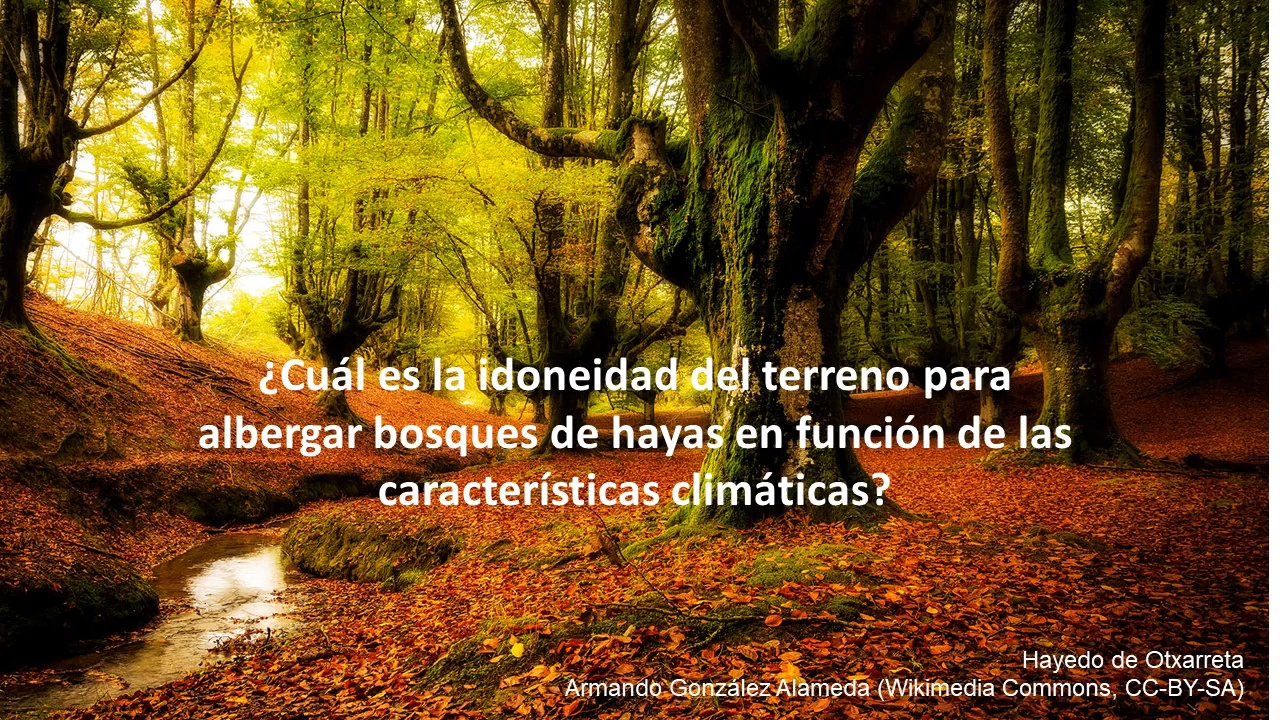 ¿Cuál es la idoneidad del terreno para
albergar bosques de hayas en función de las
características climáticas?
Hayedo de Otxarreta
Armando González Alameda (Wikimedia Commons, CC-BY-SA)